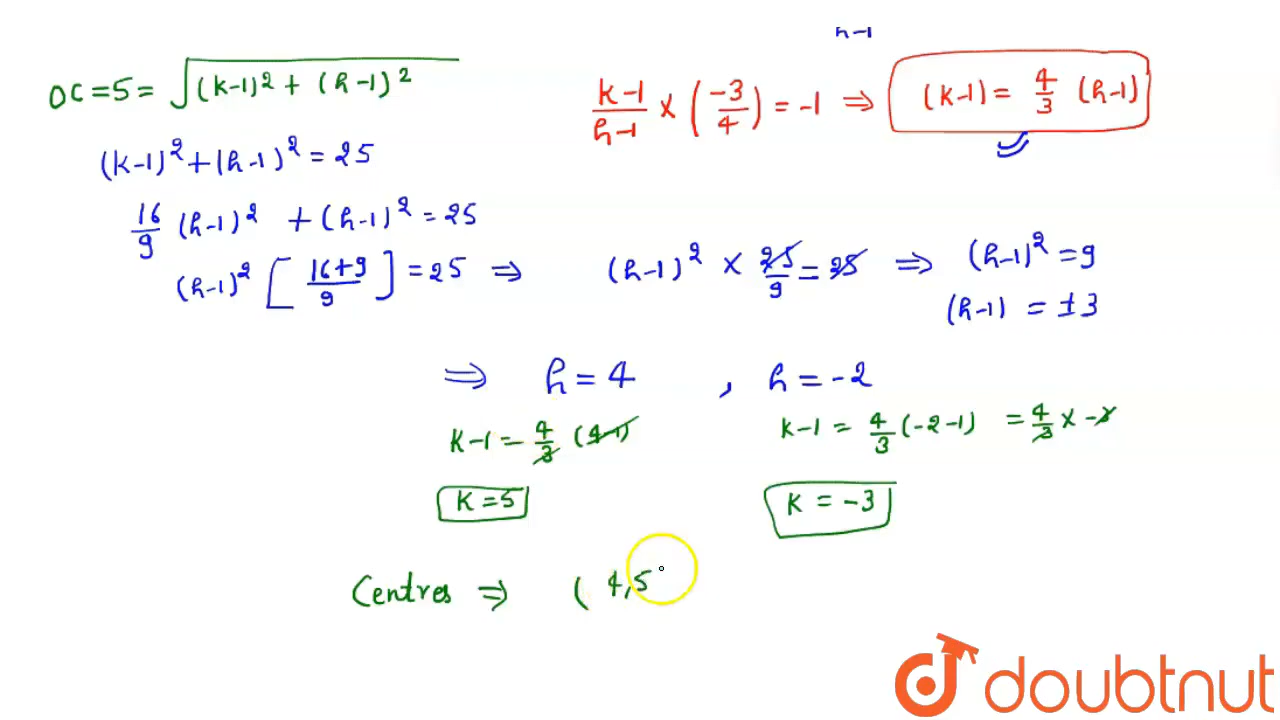 h-1
OC=5= √(k-1)² + (h-1)²
k-1/h-1 × (-3/4) = -1 ⇒ (k-1) = 4/3 (h-1)
(k-1)² + (h-1)² = 25
16/9 (h-1)² + (h-1)² = 25
(h-1)² [16+9/9] = 25 ⇒ (h-1)² × 25/9 = 25 ⇒ (h-1)² = 9
(h-1) = ±3
⇒ h = 4 , h = -2
k-1 = 4/3 (4-1)
k-1 = 4/3 (-2-1) = 4/3 × -3
K = 5
K = -3
Centres ⇒ ( 4,5
doubtnut